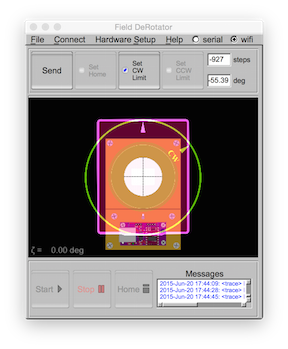 Field DeRotator
File Connect Hardware Setup Help serial wifi
Send
Set Home
Set CW Limit
Set CCW Limit
-927 steps
-55.39 deg
CW
ζ = 0.00 deg
Start
Stop
Home
Messages
2015-Jun-20 17:44:09: <trace>
2015-Jun-20 17:44:28: <trace>
2015-Jun-20 17:44:45: <trace>